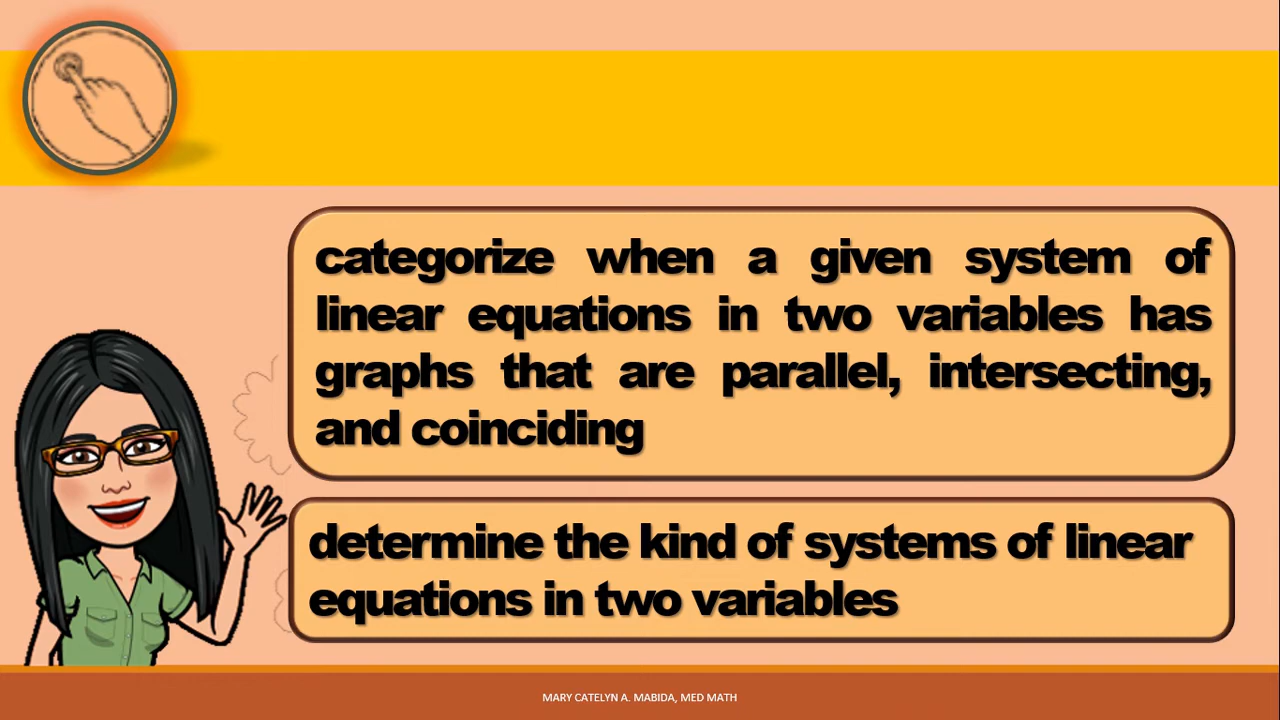 categorize when a given system of
linear equations in two variables has
graphs that are parallel, intersecting,
and coinciding
determine the kind of systems of linear
equations in two variables
MARY CATELYN A. MABIDA, MED MATH